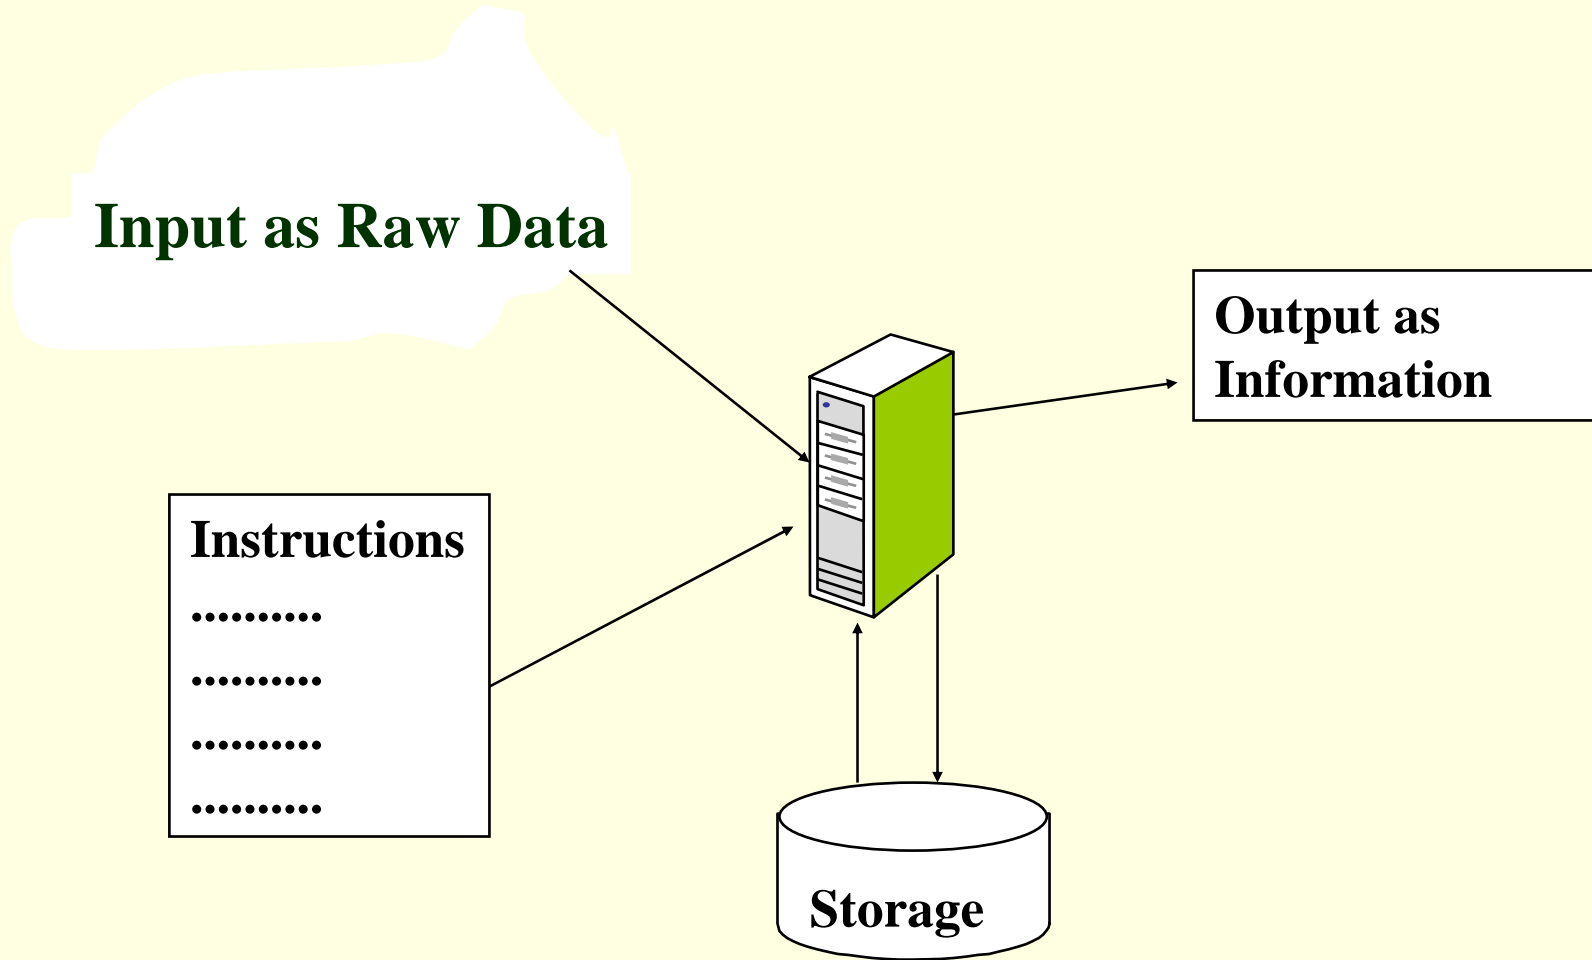 Input as Raw Data
Output as
Information
Instructions
..........
..........
..........
..........
Storage